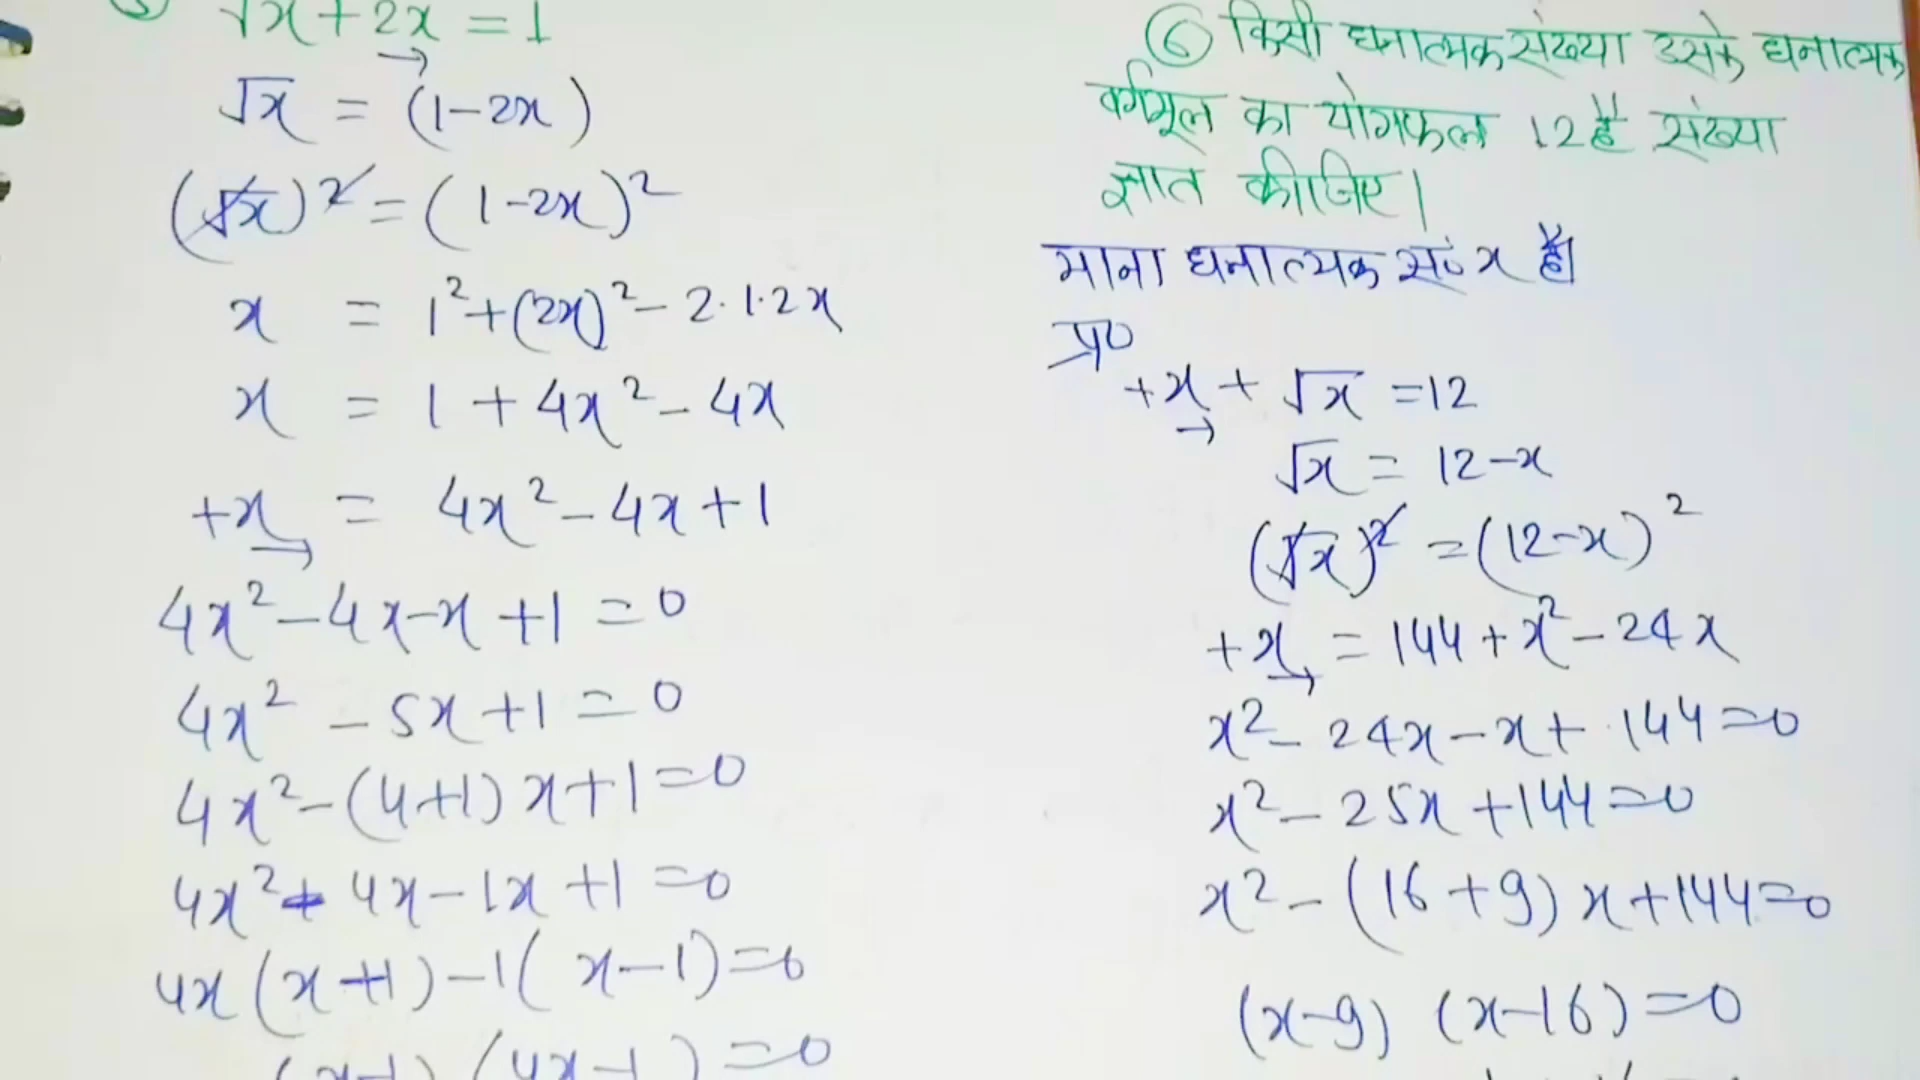 √x + 2x = 1
√x = (1-2x)
(√x)² = (1-2x)²
x = 1²+(2x)²- 2·1·2x
x = 1 + 4x² - 4x
+x = 4x² - 4x + 1
4x² - 4x - x + 1 = 0
4x² - 5x + 1 = 0
4x² - (4+1) x + 1 = 0
4x² - 4x - 1x + 1 = 0
4x (x-1) - 1( x-1) = 0
(x-1) (4x-1) = 0
⑥ किसी धनात्मक संख्या उसके धनात्मक
वर्गमूल का योगफल 12 है संख्या
ज्ञात कीजिए।
माना धनात्मक सं० x है।
प्र०
+x + √x = 12
√x = 12-x
(√x)² = (12-x)²
+x = 144 + x² - 24x
x² - 24x - x + 144 = 0
x² - 25x + 144 = 0
x² - (16 + 9) x + 144 = 0
(x-9) (x-16) = 0